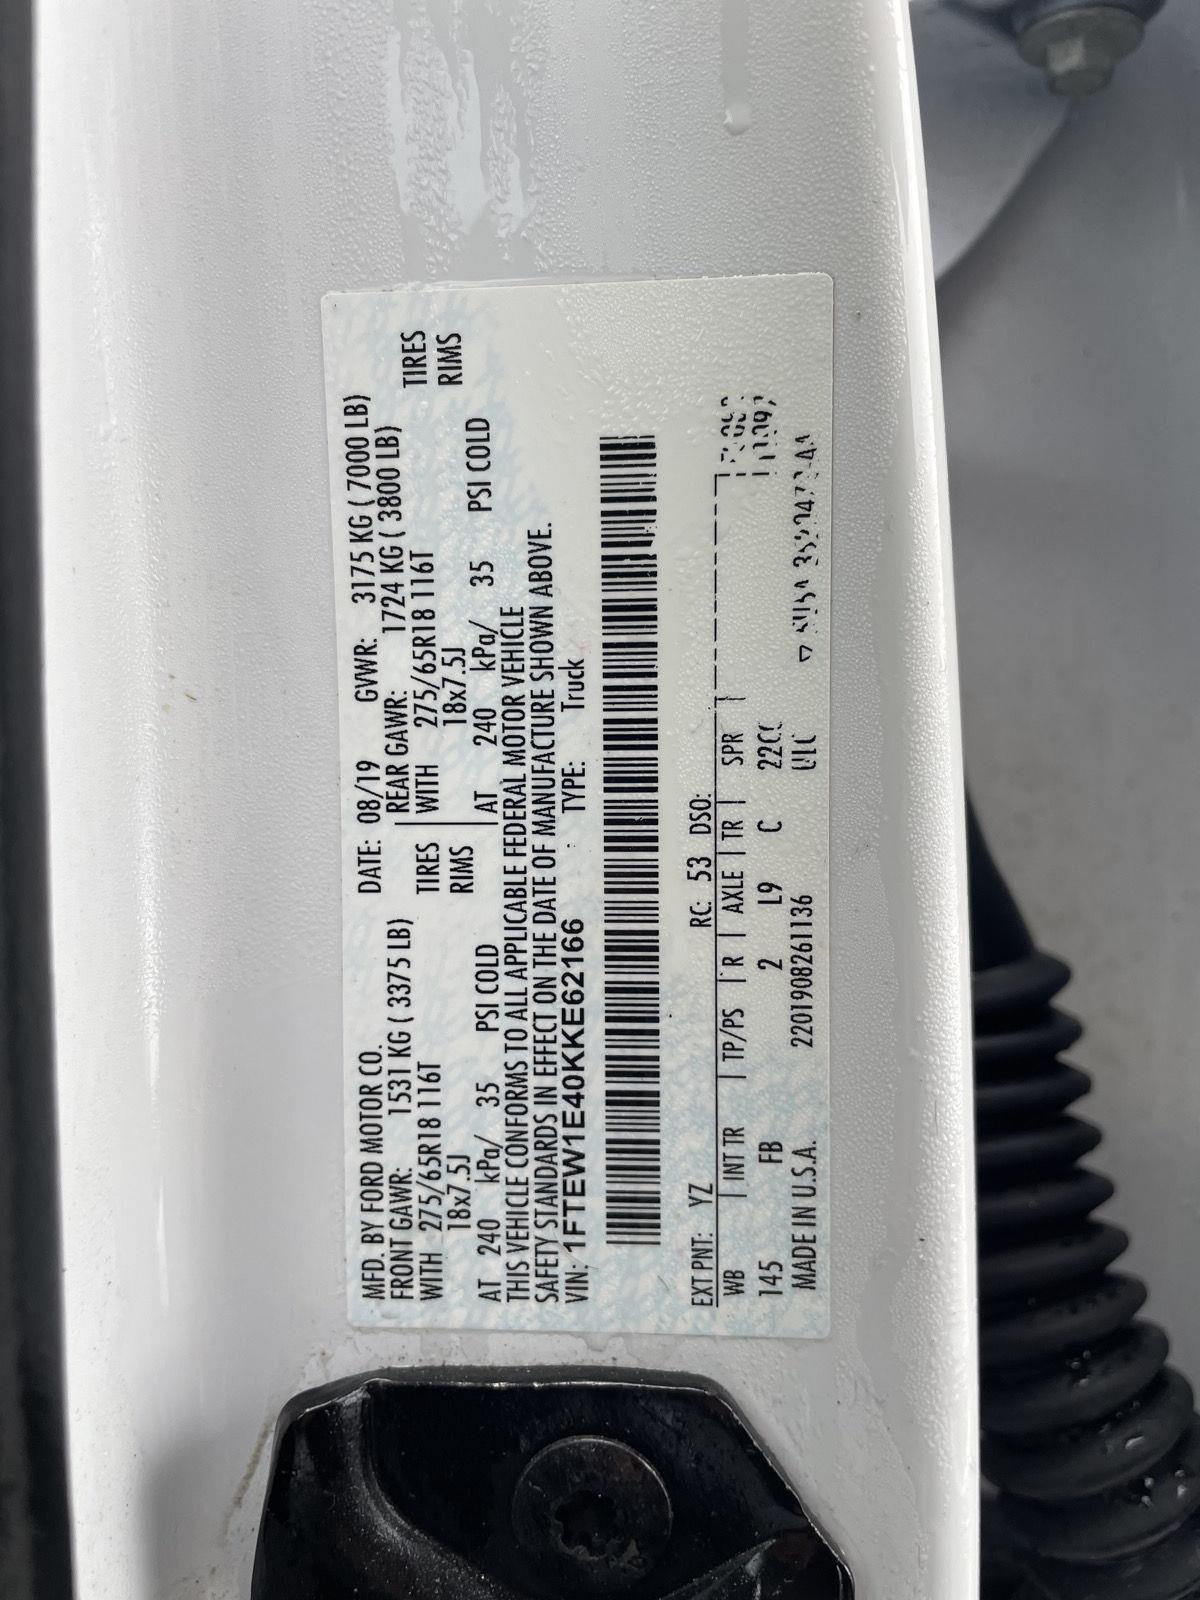 MFD. BY FORD MOTOR CO.
DATE: 08/19 GVWR: 3175 KG ( 7000 LB)
FRONT GAWR: 1531 KG ( 3375 LB) REAR GAWR: 1724 KG ( 3800 LB)
WITH 275/65R18 116T TIRES WITH 275/65R18 116T TIRES
18x7.5J RIMS 18x7.5J RIMS
AT 240 kPa/ 35 PSI COLD AT 240 kPa/ 35 PSI COLD
THIS VEHICLE CONFORMS TO ALL APPLICABLE FEDERAL MOTOR VEHICLE
SAFETY STANDARDS IN EFFECT ON THE DATE OF MANUFACTURE SHOWN ABOVE.
VIN: 1FTEW1E40KKE62166 TYPE: Truck
EXT PNT: YZ RC: 53 DSO:
WB INT TR TP/PS R AXLE TR SPR
145 FB 2 L9 C
MADE IN U.S.A. 2201908261136